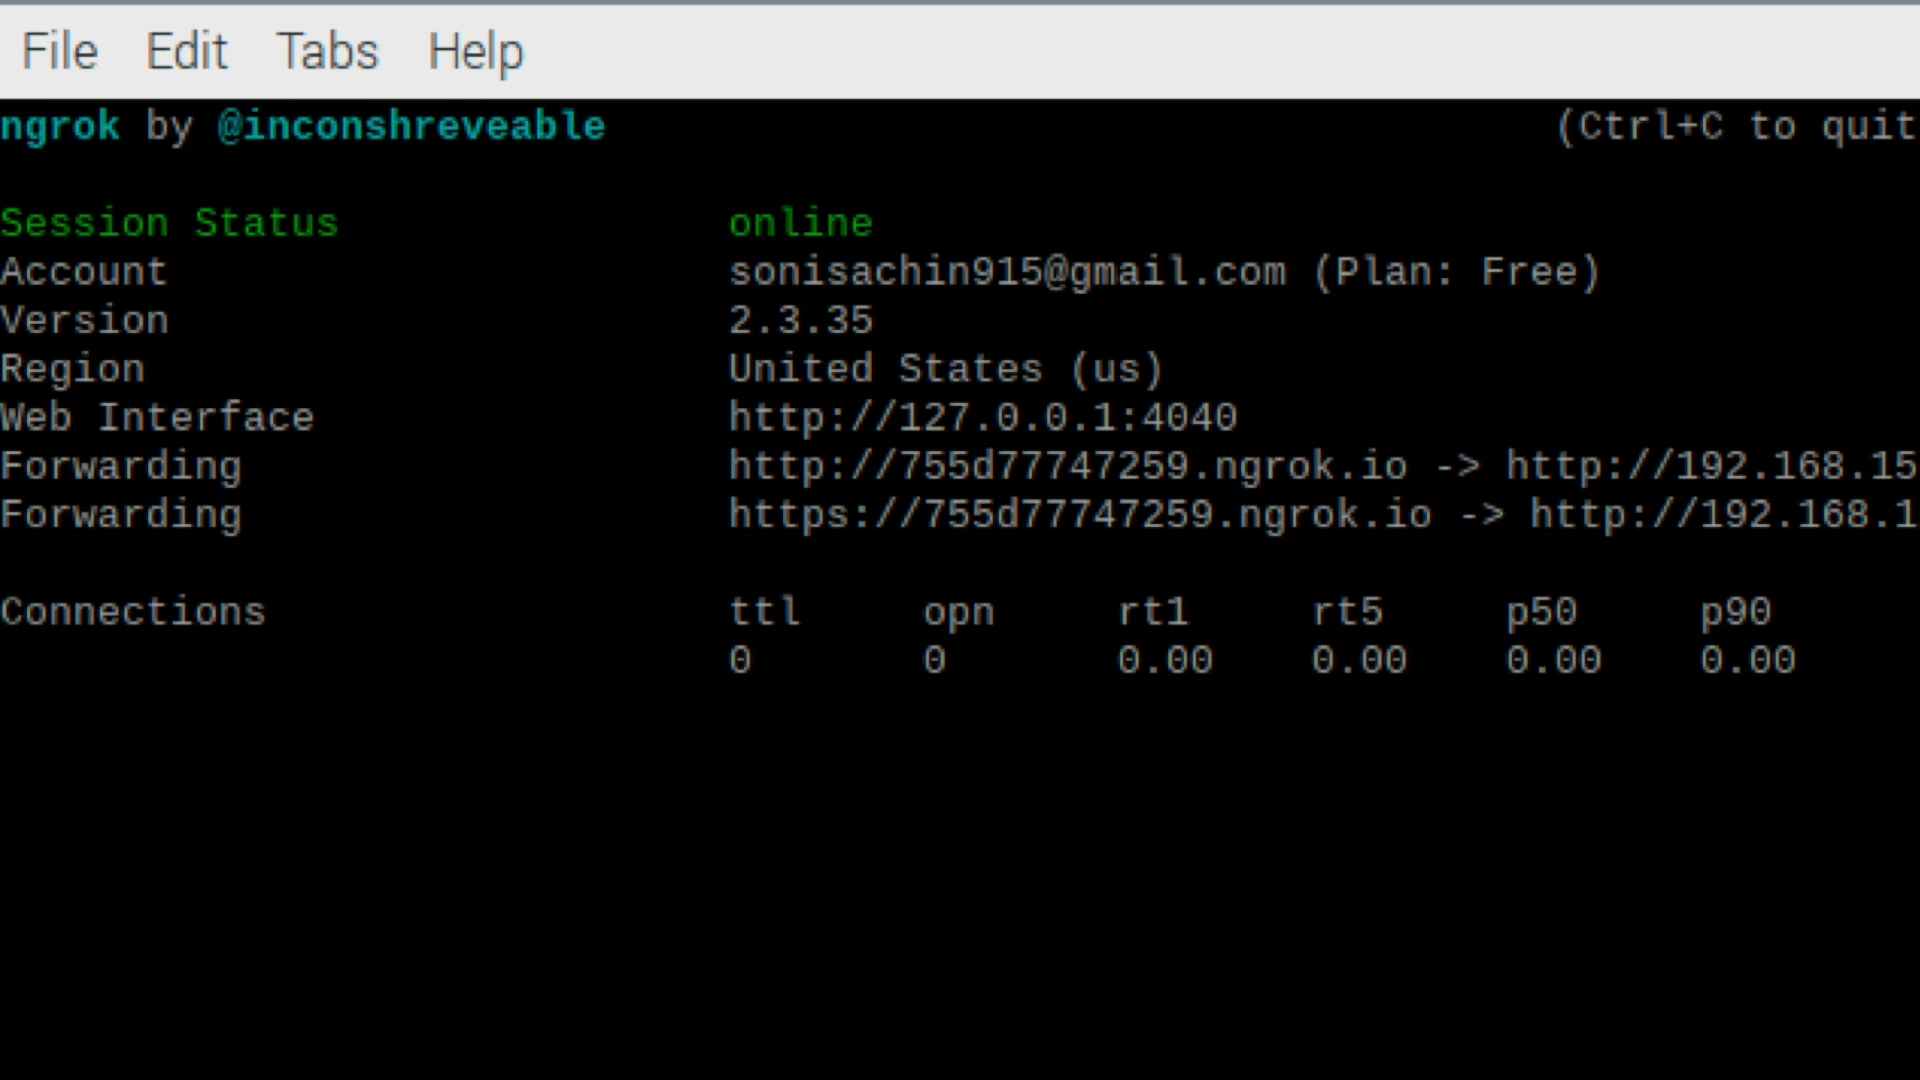 File Edit Tabs Help
ngrok by @inconshreveable (Ctrl+C to quit
Session Status online
Account sonisachin915@gmail.com (Plan: Free)
Version 2.3.35
Region United States (us)
Web Interface http://127.0.0.1:4040
Forwarding http://755d77747259.ngrok.io -> http://192.168.15
Forwarding https://755d77747259.ngrok.io -> http://192.168.1
Connections ttl opn rt1 rt5 p50 p90
0 0 0.00 0.00 0.00 0.00